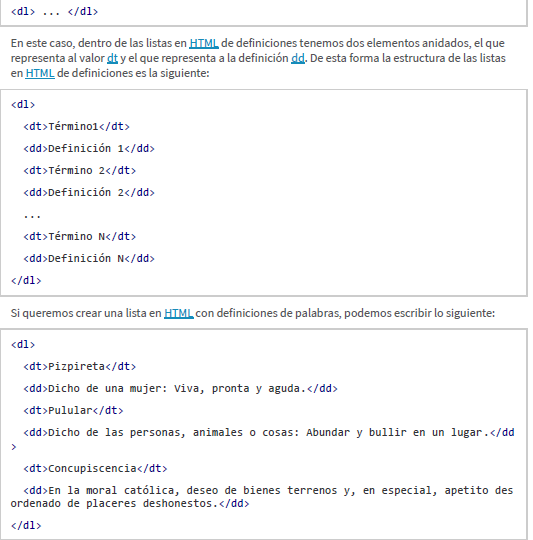 <dl> ... </dl>
En este caso, dentro de las listas en HTML de definiciones tenemos dos elementos anidados, el que
representa al valor dt y el que representa a la definición dd. De esta forma la estructura de las listas
en HTML de definiciones es la siguiente:
<dl>
<dt>Término1</dt>
<dd>Definición 1</dd>
<dt>Término 2</dt>
<dd>Definición 2</dd>
...
<dt>Término N</dt>
<dd>Definición N</dd>
</dl>
Si queremos crear una lista en HTML con definiciones de palabras, podemos escribir lo siguiente:
<dl>
<dt>Pizpireta</dt>
<dd>Dicho de una mujer: Viva, pronta y aguda.</dd>
<dt>Pulular</dt>
<dd>Dicho de las personas, animales o cosas: Abundar y bullir en un lugar.</dd
>
<dt>Concupiscencia</dt>
<dd>En la moral católica, deseo de bienes terrenos y, en especial, apetito des
ordenado de placeres deshonestos.</dd>
</dl>